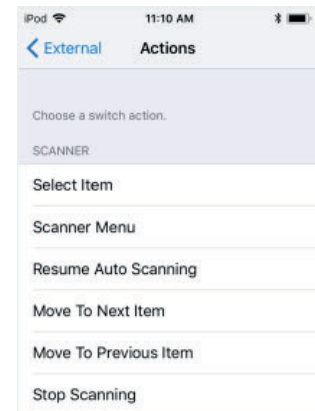 iPod 11:10 AM
External Actions
Choose a switch action.
SCANNER
Select Item
Scanner Menu
Resume Auto Scanning
Move To Next Item
Move To Previous Item
Stop Scanning